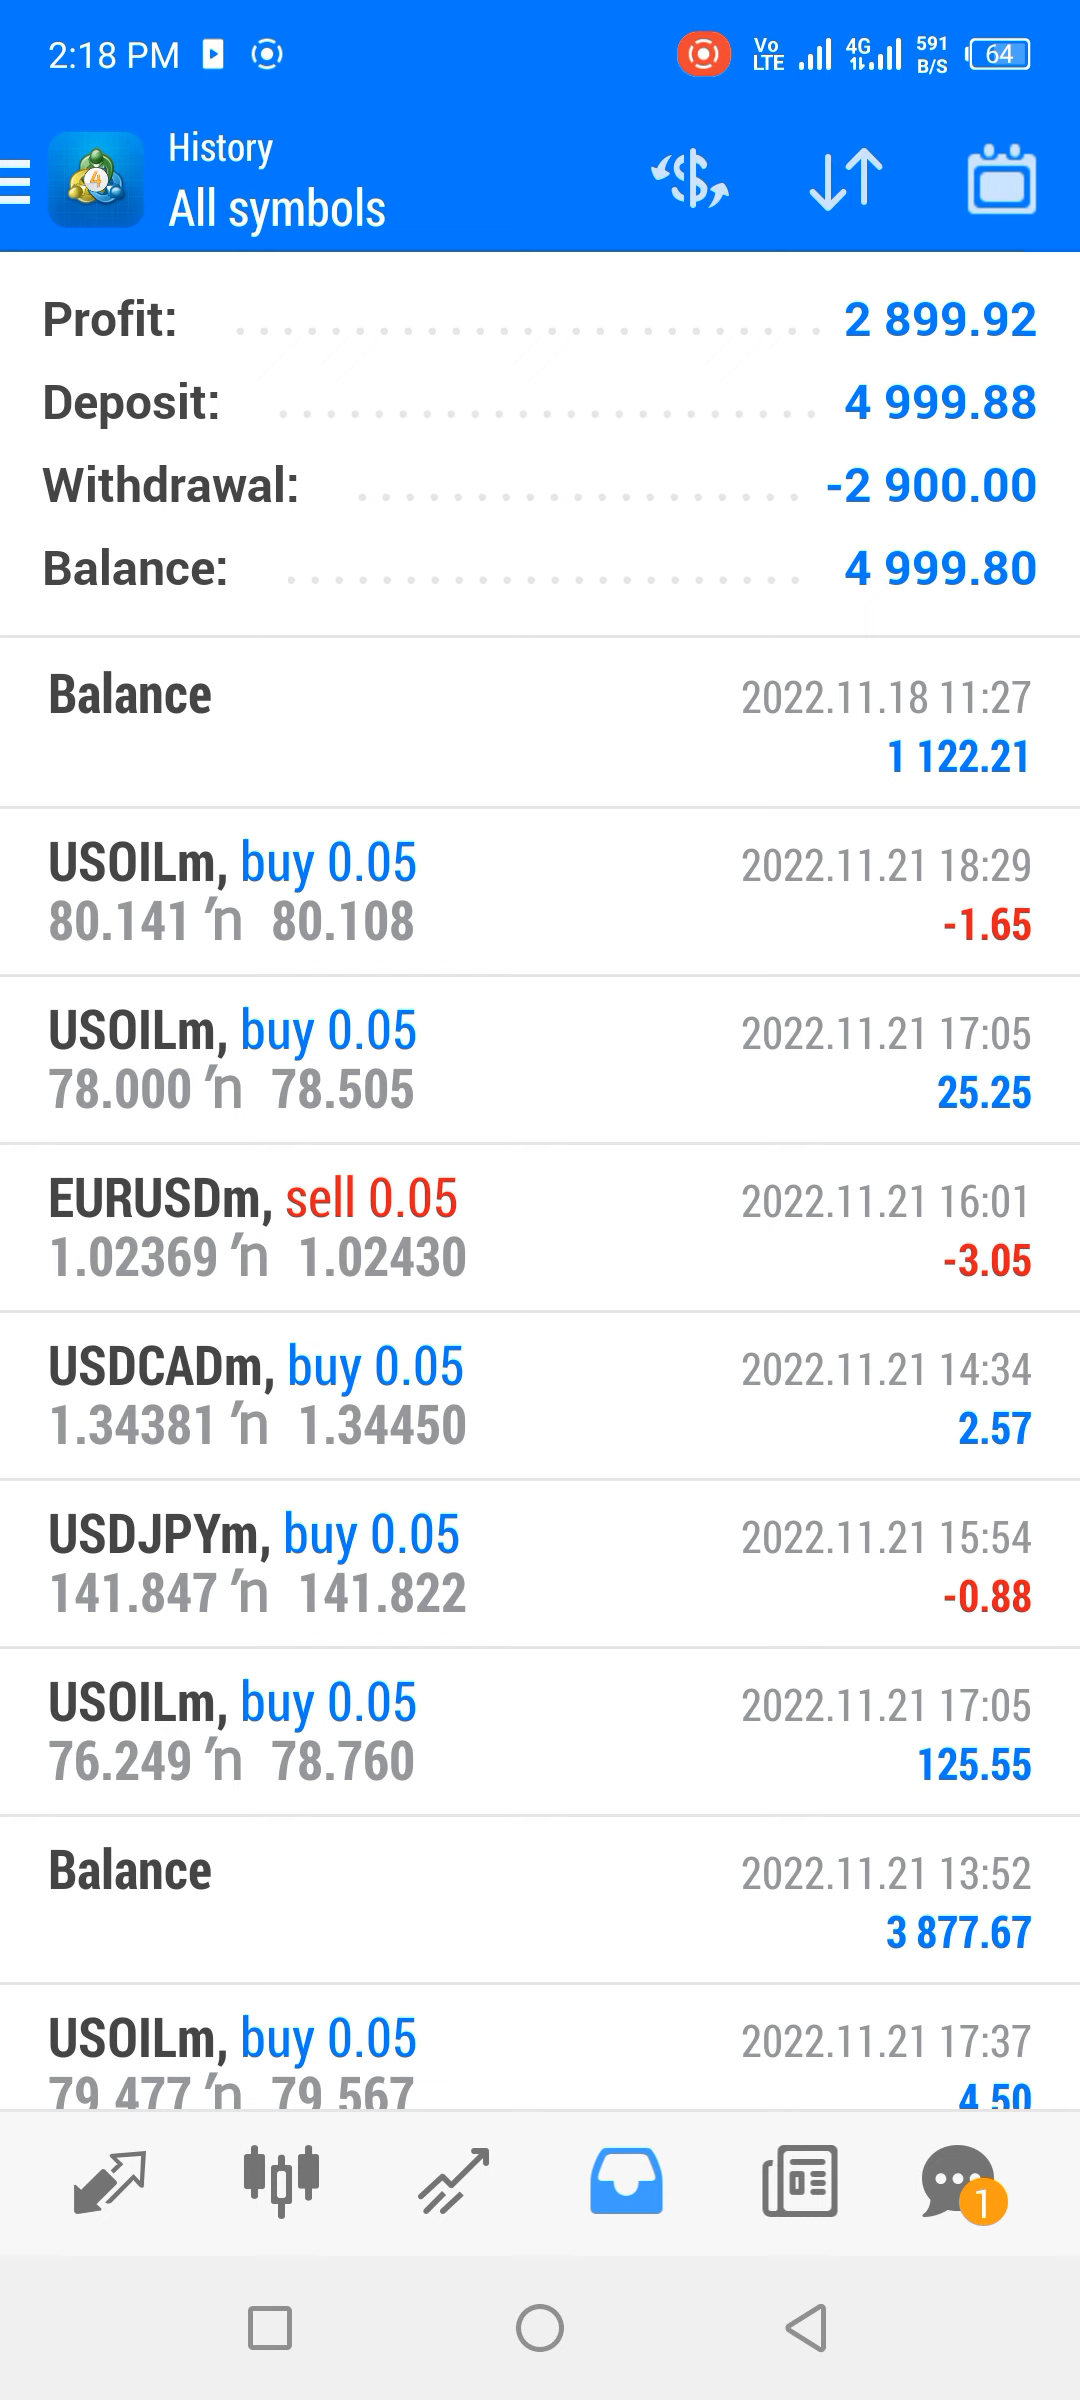 2:18 PM
Vo LTE 4G 591 B/S 64
History
All symbols
Profit: 2 899.92
Deposit: 4 999.88
Withdrawal: -2 900.00
Balance: 4 999.80
Balance 2022.11.18 11:27
1 122.21
USOILm, buy 0.05 2022.11.21 18:29
80.141 ’n 80.108 -1.65
USOILm, buy 0.05 2022.11.21 17:05
78.000 ’n 78.505 25.25
EURUSDm, sell 0.05 2022.11.21 16:01
1.02369 ’n 1.02430 -3.05
USDCADm, buy 0.05 2022.11.21 14:34
1.34381 ’n 1.34450 2.57
USDJPYm, buy 0.05 2022.11.21 15:54
141.847 ’n 141.822 -0.88
USOILm, buy 0.05 2022.11.21 17:05
76.249 ’n 78.760 125.55
Balance 2022.11.21 13:52
3 877.67
USOILm, buy 0.05 2022.11.21 17:37
79 477 ’n 79 567 4 50
1